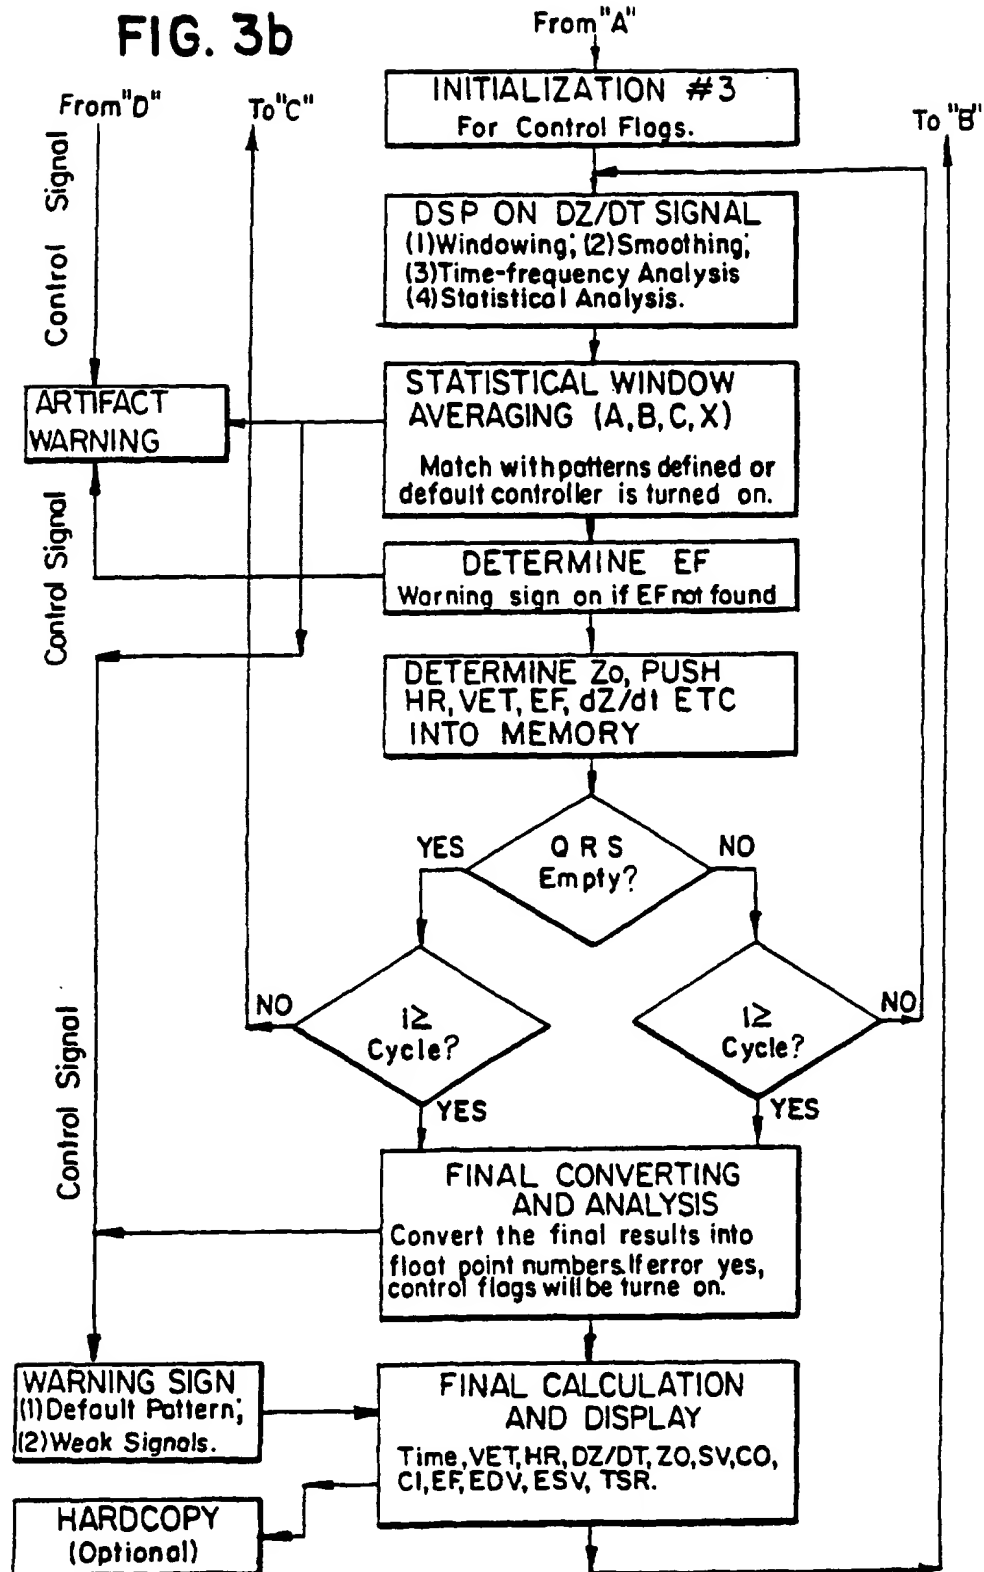 FIG. 3b
From "A"
From "D"
To "C"
To "B"
INITIALIZATION #3
For Control Flags.
Control Signal
DSP ON DZ/DT SIGNAL
(1)Windowing; (2)Smoothing;
(3)Time-frequency Analysis
(4)Statistical Analysis.
ARTIFACT
WARNING
STATISTICAL WINDOW
AVERAGING (A,B,C,X)
Match with patterns defined or
default controller is turned on.
Control Signal
DETERMINE EF
Warning sign on if EF not found
DETERMINE Zo, PUSH
HR, VET, EF, dZ/dt ETC
INTO MEMORY
YES
QRS
Empty?
NO
NO
i≥
Cycle?
YES
I≥
Cycle?
NO
YES
Control Signal
FINAL CONVERTING
AND ANALYSIS
Convert the final results into
float point numbers. If error yes,
control flags will be turne on.
WARNING SIGN
(1)Default Pattern;
(2)Weak Signals.
FINAL CALCULATION
AND DISPLAY
Time, VET, HR, DZ/DT, ZO, SV, CO,
CI, EF, EDV, ESV, TSR.
HARDCOPY
(Optional)